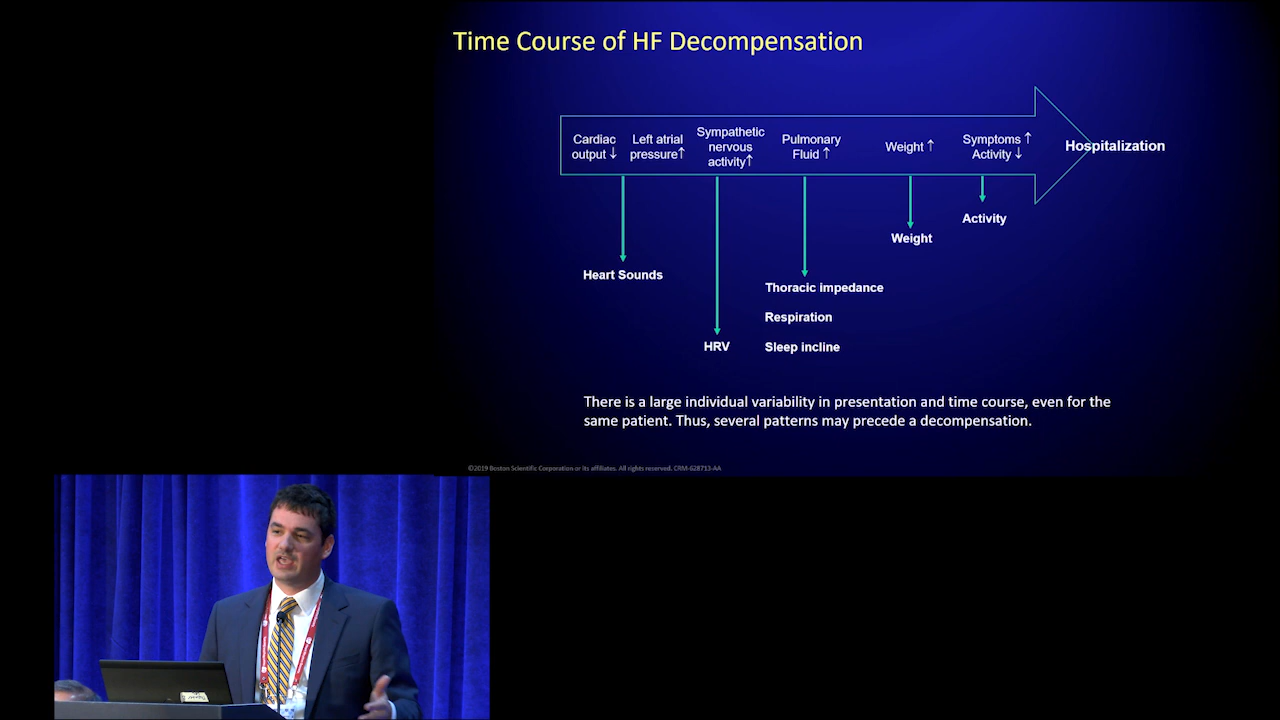 Time Course of HF Decompensation
Cardiac
output ↓
Left atrial
pressure↑
Sympathetic
nervous
activity↑
Pulmonary
Fluid ↑
Weight ↑
Symptoms ↑
Activity ↓
Hospitalization
Heart Sounds
HRV
Thoracic impedance
Respiration
Sleep incline
Weight
Activity
There is a large individual variability in presentation and time course, even for the
same patient. Thus, several patterns may precede a decompensation.
©2019 Boston Scientific Corporation or its affiliates. All rights reserved. CRM-628713-AA